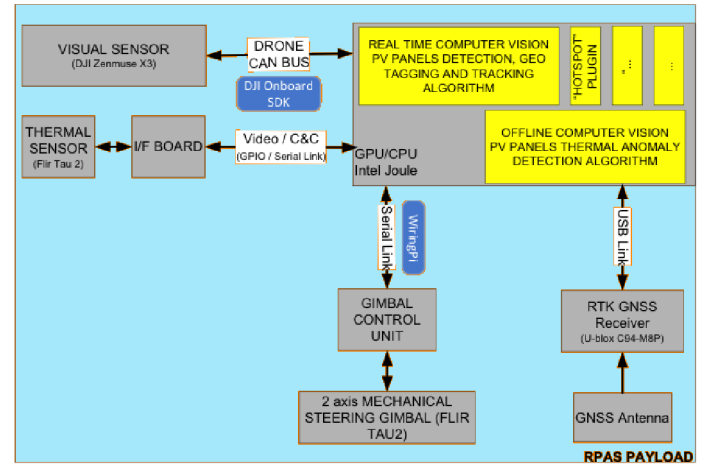 VISUAL SENSOR
(DJI Zenmuse X3)
DRONE
CAN BUS
DJI Onboard
SDK
REAL TIME COMPUTER VISION
PV PANELS DETECTION, GEO
TAGGING AND TRACKING
ALGORITHM
"HOTSPOT"
PLUGIN
"...
...
THERMAL
SENSOR
(Flir Tau 2)
I/F BOARD
Video / C&C
(GPIO / Serial Link)
GPU/CPU
Intel Joule
OFFLINE COMPUTER VISION
PV PANELS THERMAL ANOMALY
DETECTION ALGORITHM
Serial Link
WiringPi
USB Link
GIMBAL
CONTROL
UNIT
RTK GNSS
Receiver
(U-blox C94-M8P)
2 axis MECHANICAL
STEERING GIMBAL (FLIR
TAU2)
GNSS Antenna
RPAS PAYLOAD